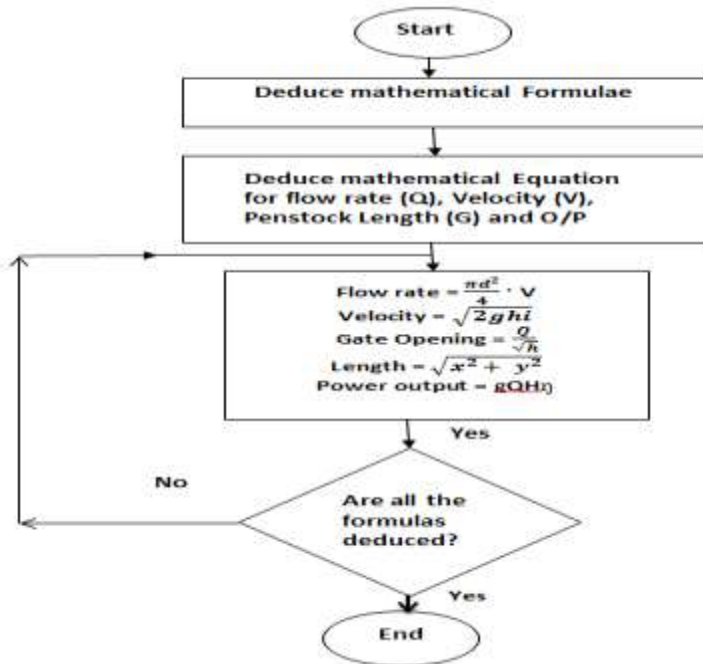 Start
Deduce mathematical Formulae
Deduce mathematical Equation
for flow rate (Q), Velocity (V),
Penstock Length (G) and O/P
Flow rate = πd²/4 · V
Velocity = √2ghi
Gate Opening = Q/√h
Length = √x² + y²
Power output = gQHŋ
Yes
No
Are all the
formulas
deduced?
Yes
End